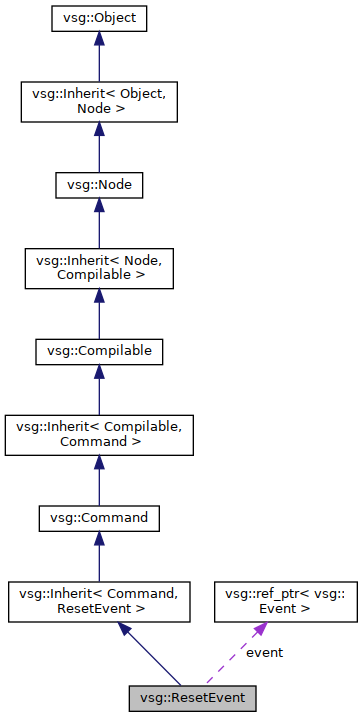 vsg::Object
vsg::Inherit< Object,
Node >
vsg::Node
vsg::Inherit< Node,
Compilable >
vsg::Compilable
vsg::Inherit< Compilable,
Command >
vsg::Command
vsg::Inherit< Command,
ResetEvent >
vsg::ref_ptr< vsg::
Event >
event
vsg::ResetEvent